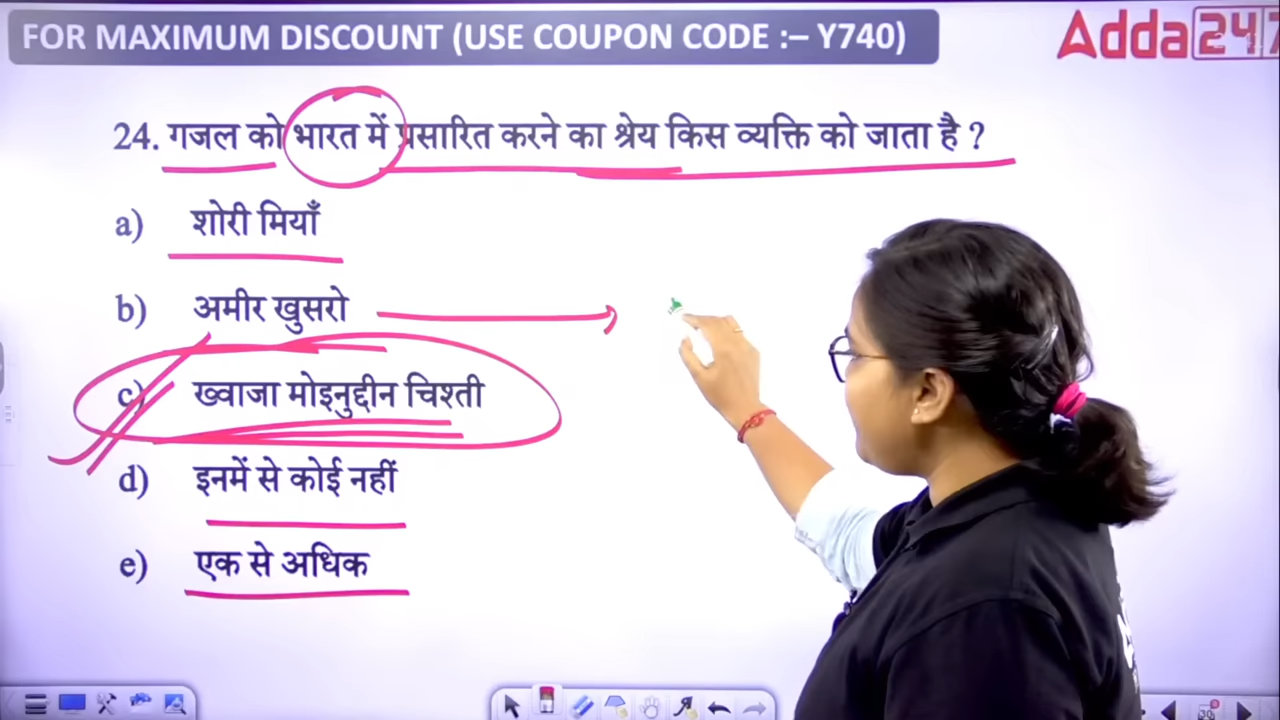 FOR MAXIMUM DISCOUNT (USE COUPON CODE :– Y740)
Adda247
24. गजल को भारत में प्रसारित करने का श्रेय किस व्यक्ति को जाता है ?
a) शोरी मियाँ
b) अमीर खुसरो
c) ख्वाजा मोइनुद्दीन चिश्ती
d) इनमें से कोई नहीं
e) एक से अधिक